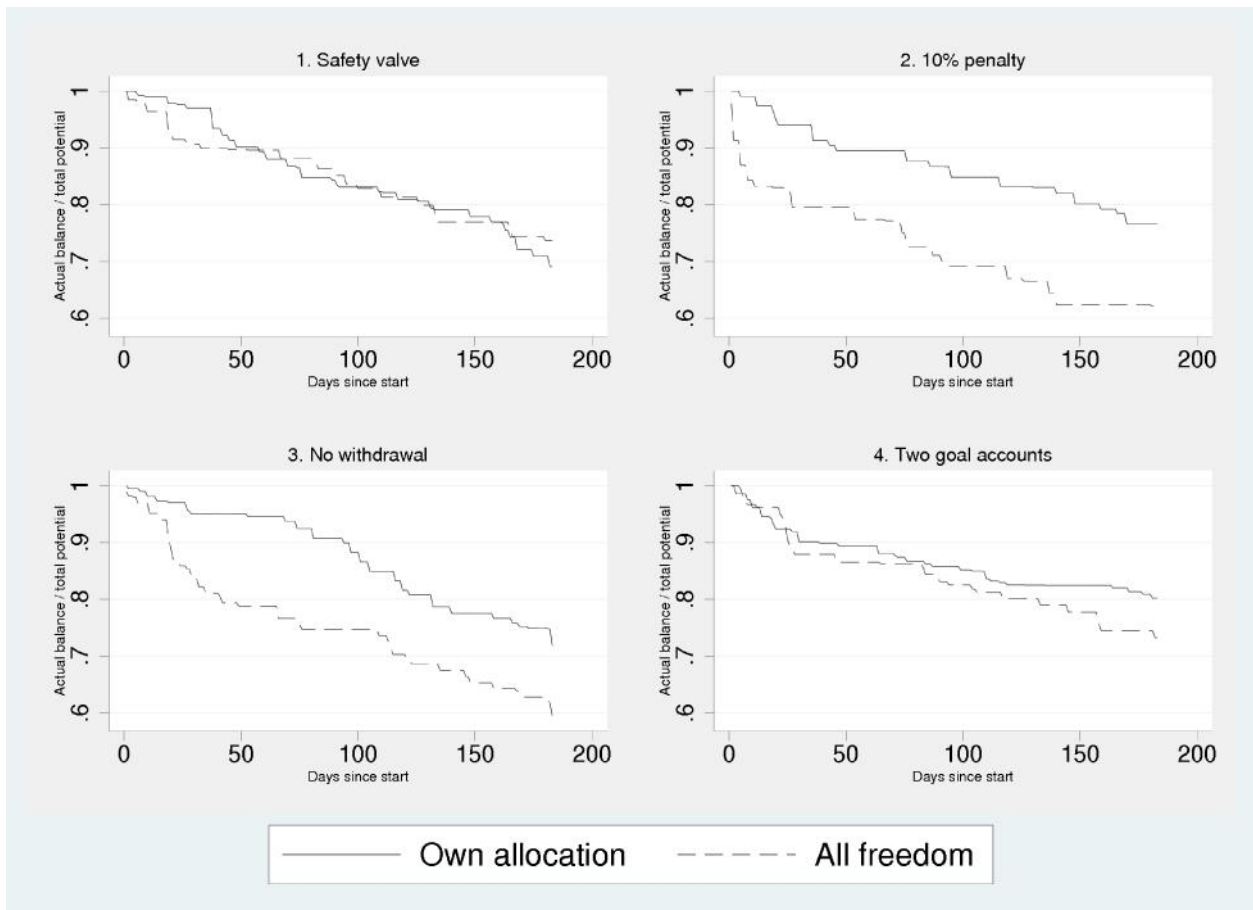 1. Safety valve
Actual balance / total potential
1
.9
.8
.7
.6
0 50 100 150 200
Days since start
2. 10% penalty
Actual balance / total potential
1
.9
.8
.7
.6
0 50 100 150 200
Days since start
3. No withdrawal
Actual balance / total potential
1
.9
.8
.7
.6
0 50 100 150 200
Days since start
4. Two goal accounts
Actual balance / total potential
1
.9
.8
.7
.6
0 50 100 150 200
Days since start
Own allocation All freedom